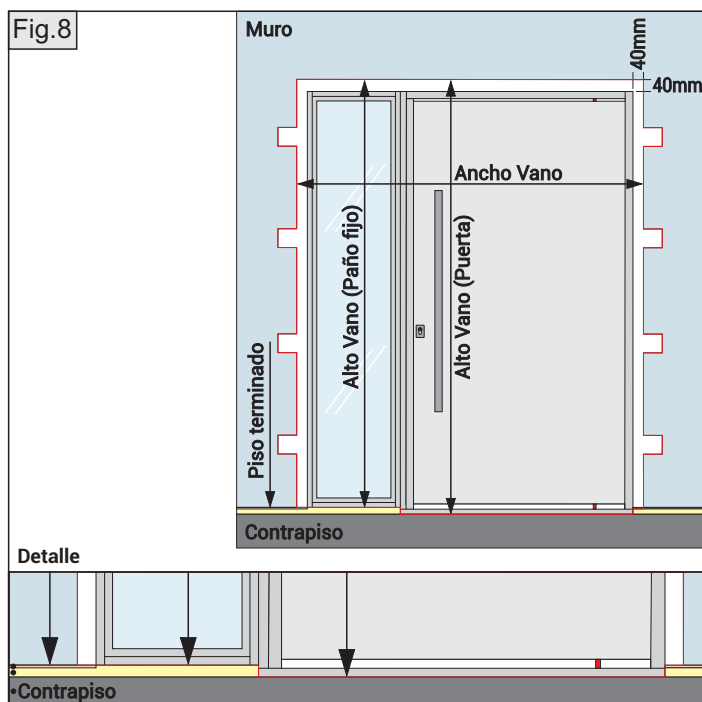 Fig.8
Muro
40mm
40mm
Ancho Vano
Alto Vano (Paño fijo)
Alto Vano (Puerta)
Piso terminado
Contrapiso
Detalle
Contrapiso